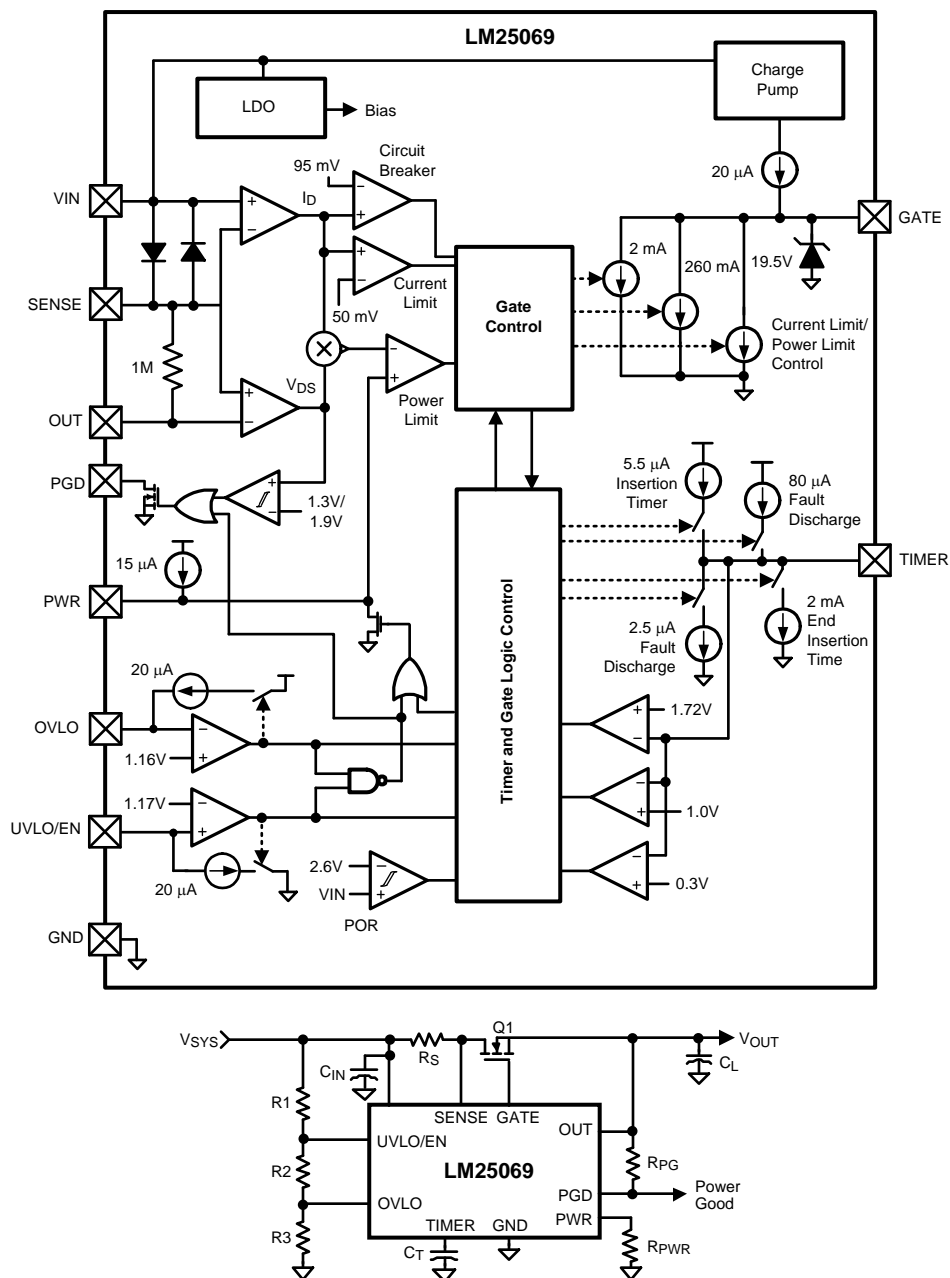 LM25069
Charge
Pump
LDO
Bias
20 μA
95 mV
Circuit
Breaker
VIN
ID
GATE
2 mA
260 mA
19.5V
SENSE
Current
Limit
50 mV
Gate
Control
Current Limit/
Power Limit
Control
1M
VDS
Power
Limit
OUT
PGD
1.3V/
1.9V
5.5 μA
Insertion
Timer
80 μA
Fault
Discharge
15 μA
TIMER
PWR
2.5 μA
Fault
Discharge
2 mA
End
Insertion
Time
Timer and Gate Logic Control
20 μA
OVLO
1.16V
1.72V
1.17V
1.0V
UVLO/EN
20 μA
2.6V
VIN
POR
0.3V
GND
VSYS
RS
Q1
VOUT
CIN
CL
R1
SENSE
GATE
OUT
UVLO/EN
R2
LM25069
RPG
OVLO
PGD
Power
Good
R3
TIMER
GND
PWR
CT
RPWR